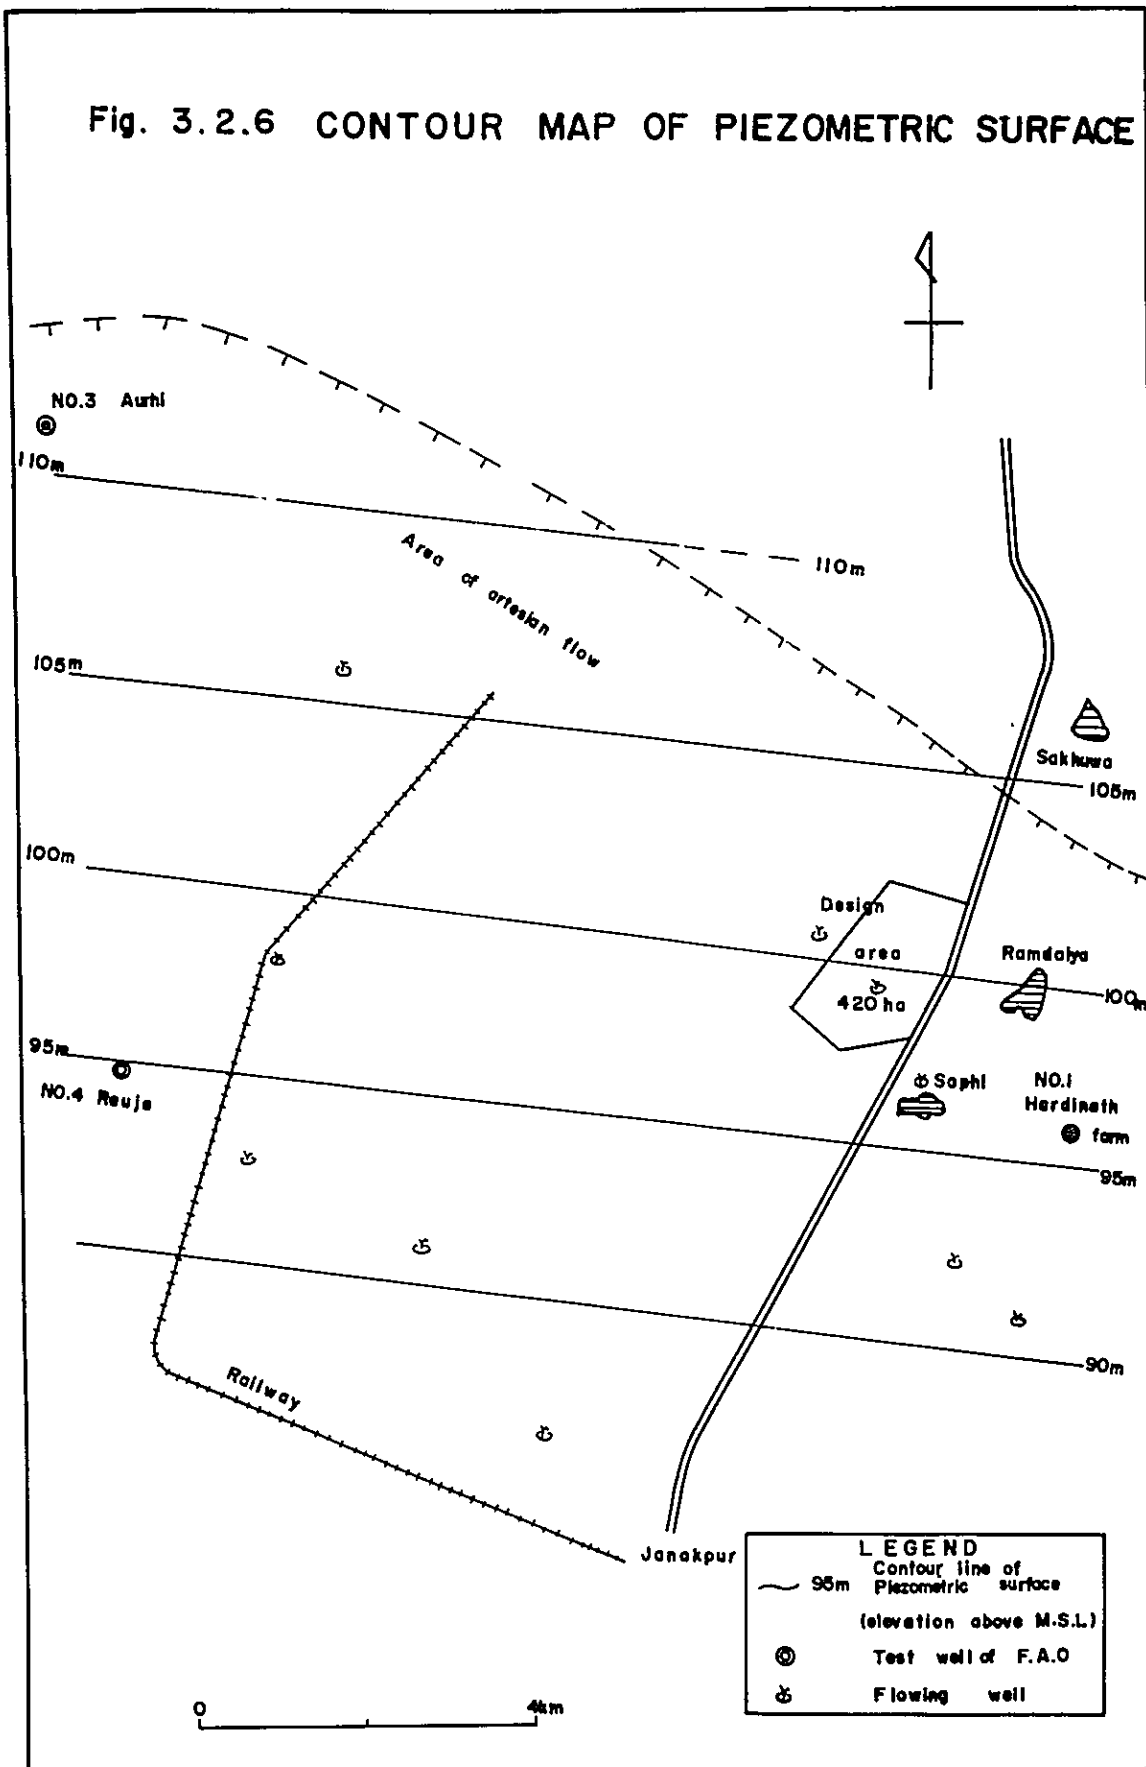 Fig. 3.2.6 CONTOUR MAP OF PIEZOMETRIC SURFACE
NO.3 Aurhi
110m
110m
Area of artesian flow
105m
Sakhuwa
105m
100m
Design
area
420 ha
Ramdaiya
100m
95m
NO.4 Reuja
Saphi
NO.1
Hardinath
farm
95m
90m
Railway
Janakpur
LEGEND
95m Contour line of
Piezometric surface
(elevation above M.S.L.)
Test well of F.A.O
Flowing well
0 4km